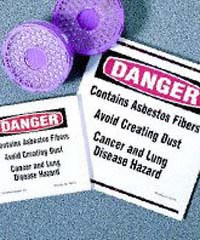 DANGER
Contains Asbestos Fibers
Avoid Creating Dust
Cancer and Lung
Disease Hazard
DANGER
Contains Asbestos Fibers
Avoid Creating Dust
Cancer and Lung
Disease Hazard